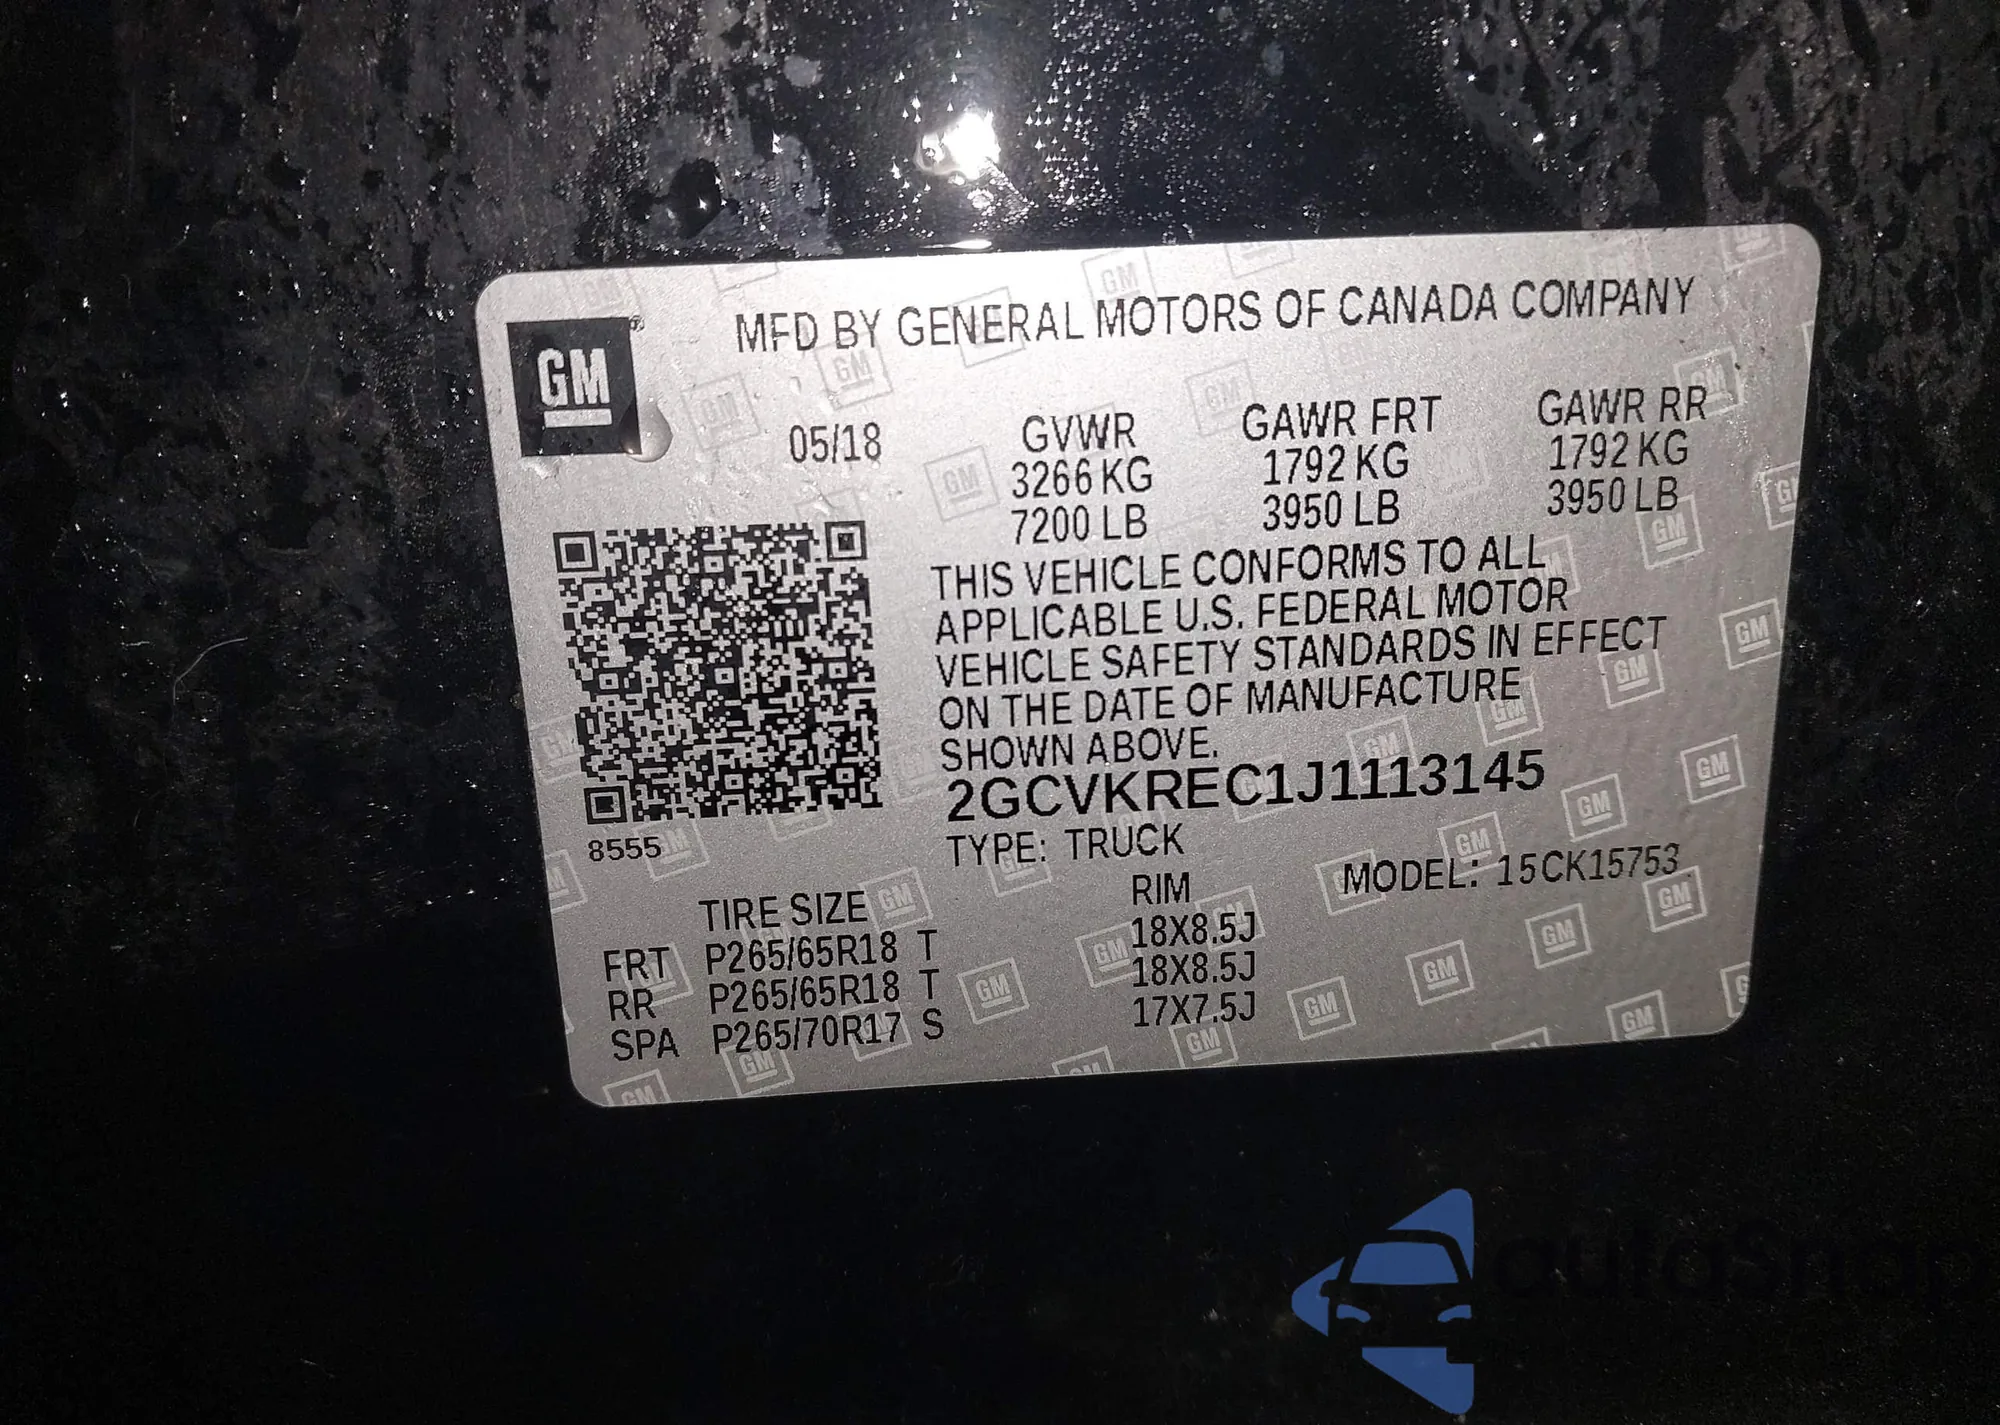 MFD BY GENERAL MOTORS OF CANADA COMPANY
GM
05/18
GVWR GAWR FRT GAWR RR
3266 KG 1792 KG 1792 KG
7200 LB 3950 LB 3950 LB
THIS VEHICLE CONFORMS TO ALL
APPLICABLE U.S. FEDERAL MOTOR
VEHICLE SAFETY STANDARDS IN EFFECT
ON THE DATE OF MANUFACTURE
SHOWN ABOVE.
2GCVKREC1J1113145
8555
TYPE: TRUCK
MODEL: 15CK15753
TIRE SIZE RIM
FRT P265/65R18 T 18X8.5J
RR P265/65R18 T 18X8.5J
SPA P265/70R17 S 17X7.5J